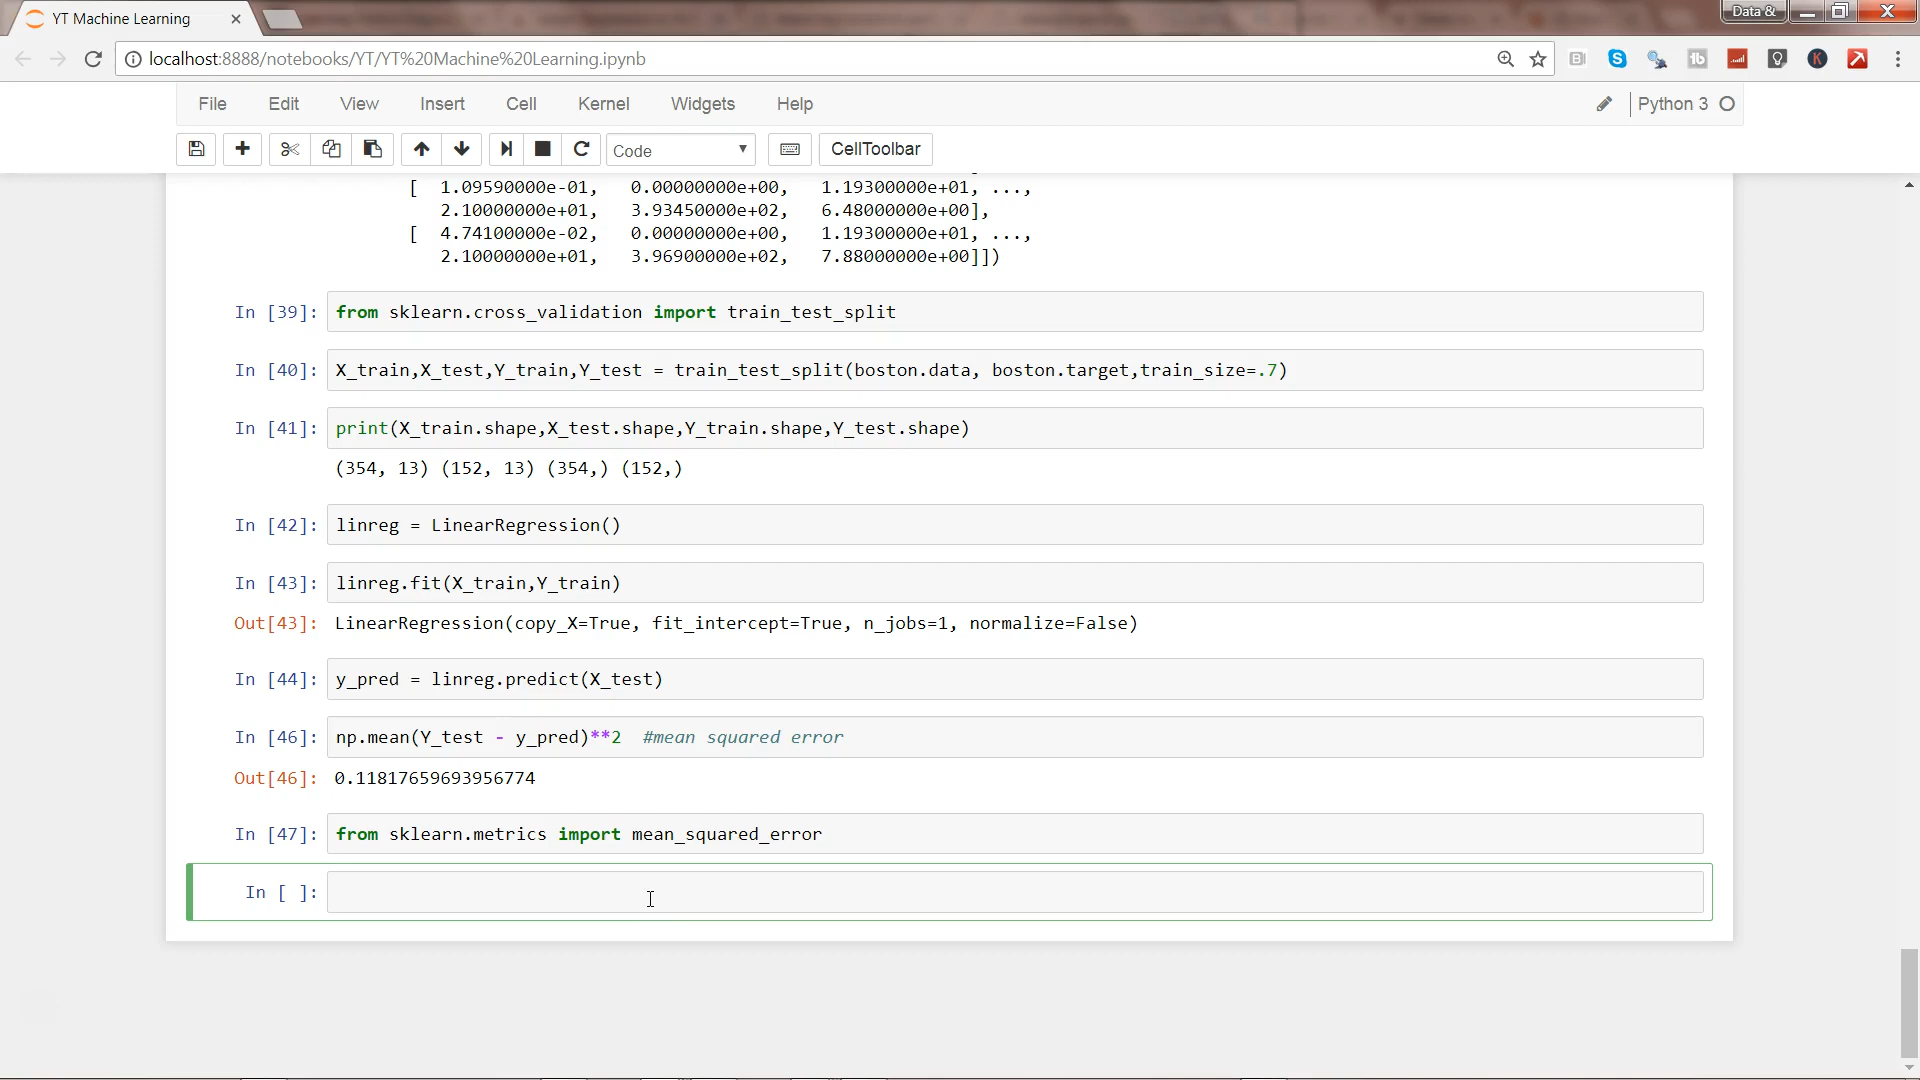 YT Machine Learning
Data &
localhost:8888/notebooks/YT/YT%20Machine%20Learning.ipynb
File Edit View Insert Cell Kernel Widgets Help
Python 3
Code
CellToolbar
[ 1.09590000e-01, 0.00000000e+00, 1.19300000e+01, ...,
2.10000000e+01, 3.93450000e+02, 6.48000000e+00],
[ 4.74100000e-02, 0.00000000e+00, 1.19300000e+01, ...,
2.10000000e+01, 3.96900000e+02, 7.88000000e+00]])
In [39]: from sklearn.cross_validation import train_test_split
In [40]: X_train,X_test,Y_train,Y_test = train_test_split(boston.data, boston.target,train_size=.7)
In [41]: print(X_train.shape,X_test.shape,Y_train.shape,Y_test.shape)
(354, 13) (152, 13) (354,) (152,)
In [42]: linreg = LinearRegression()
In [43]: linreg.fit(X_train,Y_train)
Out[43]: LinearRegression(copy_X=True, fit_intercept=True, n_jobs=1, normalize=False)
In [44]: y_pred = linreg.predict(X_test)
In [46]: np.mean(Y_test - y_pred)**2 #mean squared error
Out[46]: 0.11817659693956774
In [47]: from sklearn.metrics import mean_squared_error
In [ ]: